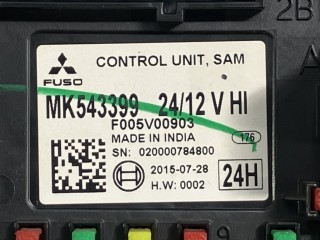 2B
FUSO
CONTROL UNIT, SAM
MK543399 24/12 V HI
F005V00903
MADE IN INDIA
176
SN: 020000784800
2015-07-28
H.W: 0002
24H
9